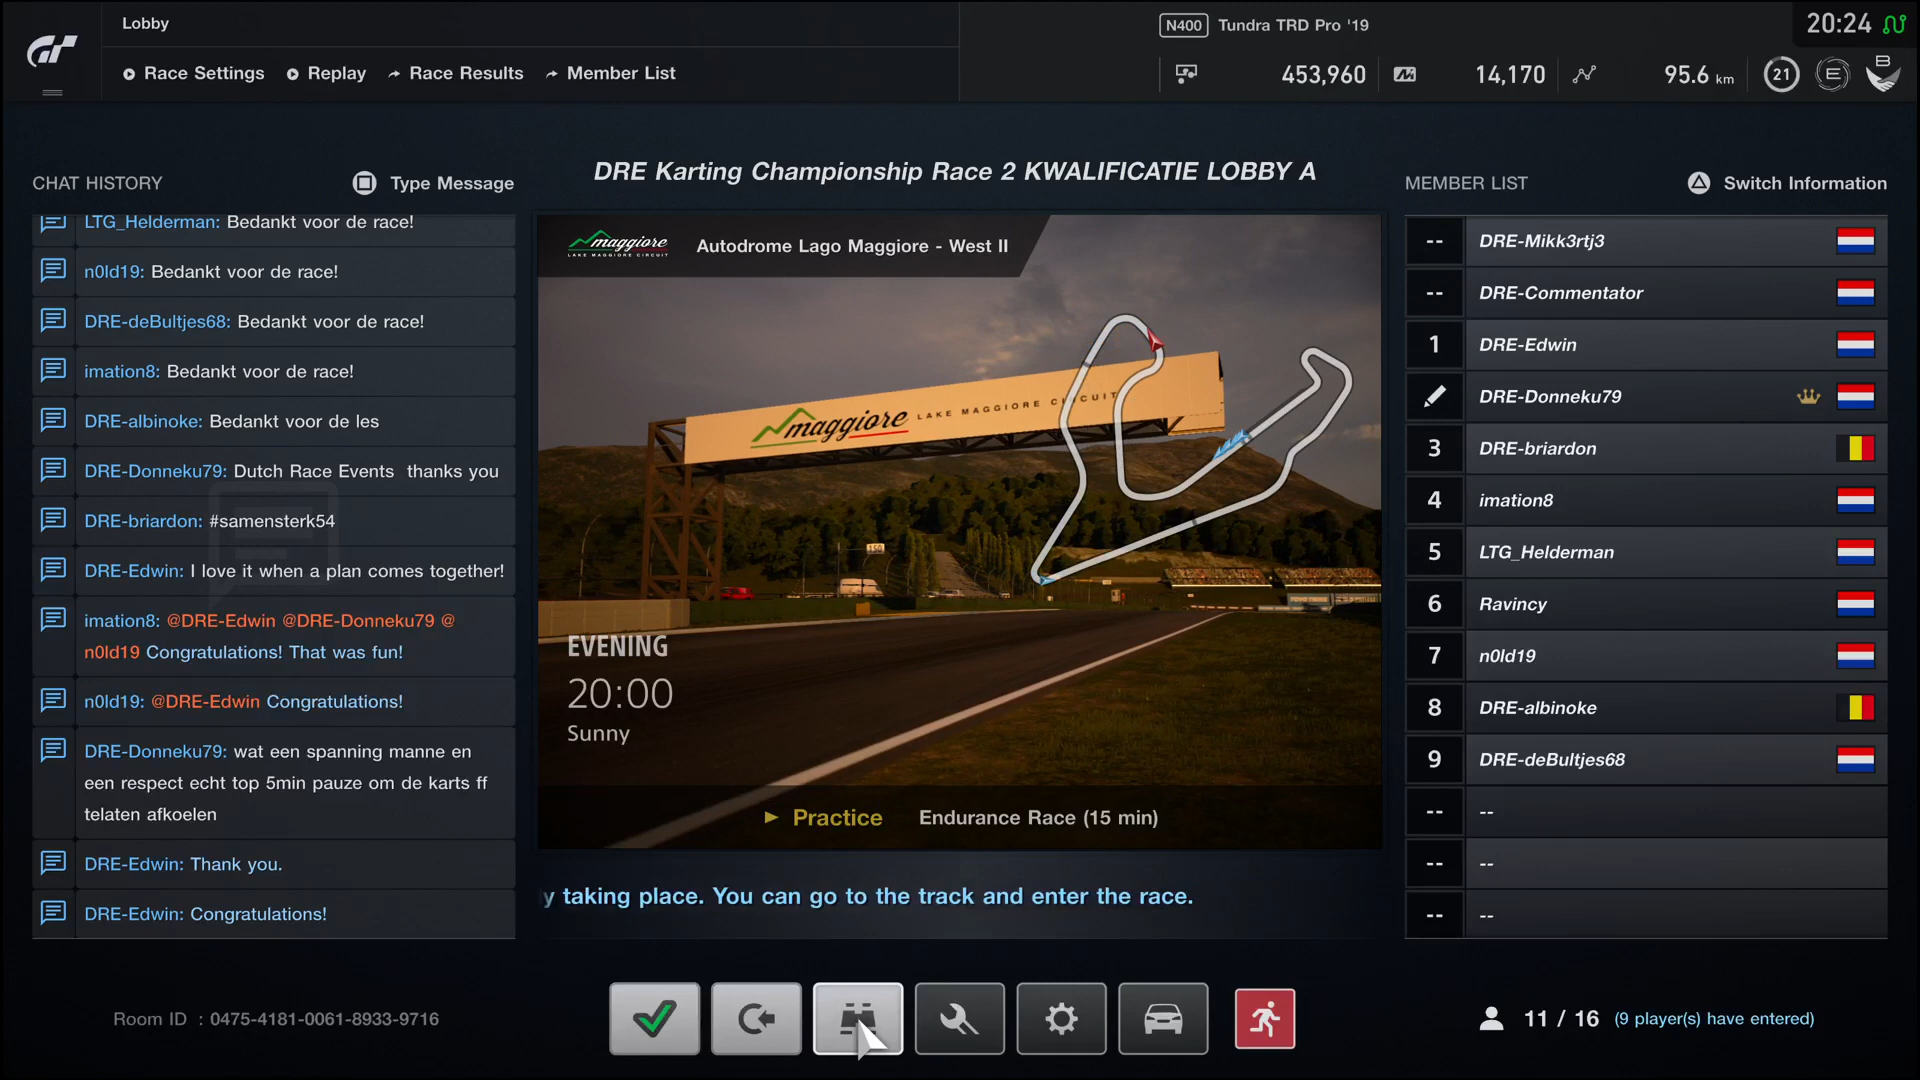 Lobby
N400 Tundra TRD Pro '19
20:24
Race Settings Replay Race Results Member List
453,960 14,170 95.6 km 21 E B
DRE Karting Championship Race 2 KWALIFICATIE LOBBY A
CHAT HISTORY Type Message
LTG_Helderman: Bedankt voor de race!
n0ld19: Bedankt voor de race!
DRE-deBultjes68: Bedankt voor de race!
imation8: Bedankt voor de race!
DRE-albinoke: Bedankt voor de les
DRE-Donneku79: Dutch Race Events thanks you
DRE-briardon: #samensterk54
DRE-Edwin: I love it when a plan comes together!
imation8: @DRE-Edwin @DRE-Donneku79 @
n0ld19 Congratulations! That was fun!
n0ld19: @DRE-Edwin Congratulations!
DRE-Donneku79: wat een spanning manne en
een respect echt top 5min pauze om de karts ff
telaten afkoelen
DRE-Edwin: Thank you.
DRE-Edwin: Congratulations!
maggiore
LAKE MAGGIORE CIRCUIT
Autodrome Lago Maggiore - West II
maggiore LAKE MAGGIORE CIRCUIT
150
EVENING
20:00
Sunny
Practice Endurance Race (15 min)
y taking place. You can go to the track and enter the race.
MEMBER LIST Switch Information
-- DRE-Mikk3rtj3
-- DRE-Commentator
1 DRE-Edwin
DRE-Donneku79
3 DRE-briardon
4 imation8
5 LTG_Helderman
6 Ravincy
7 n0ld19
8 DRE-albinoke
9 DRE-deBultjes68
-- --
-- --
-- --
Room ID : 0475-4181-0061-8933-9716
11 / 16 (9 player(s) have entered)